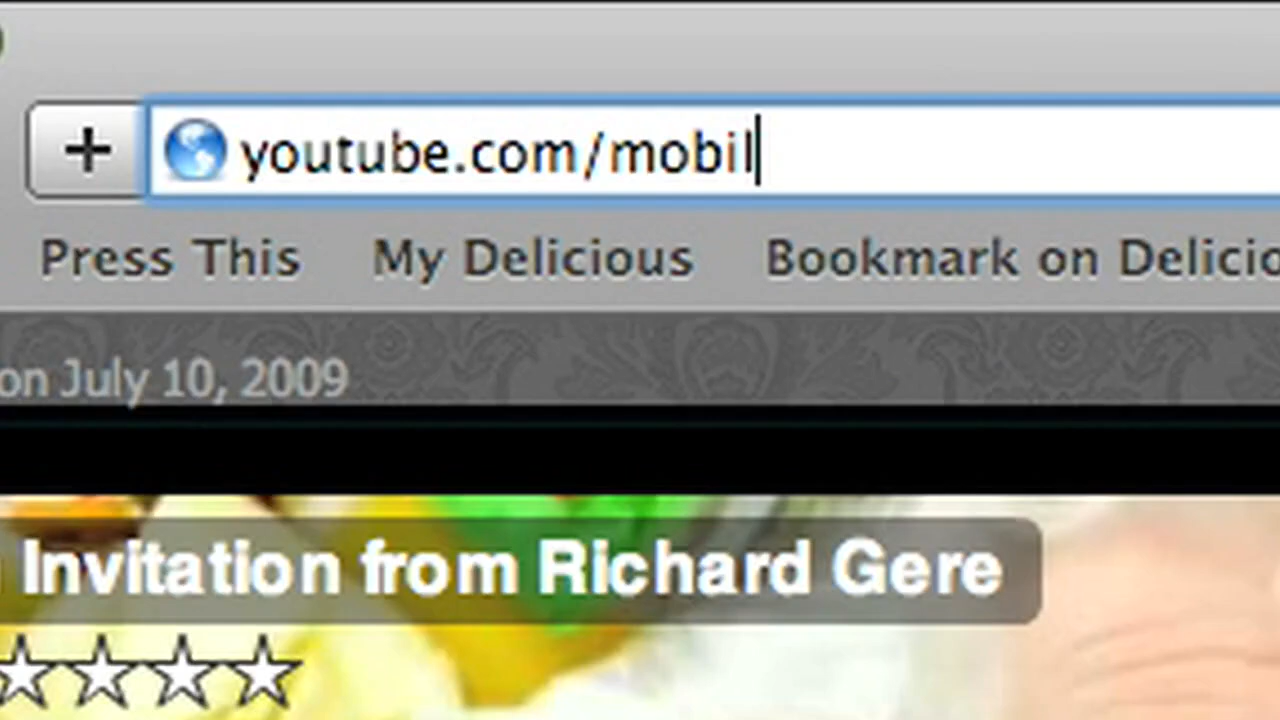 youtube.com/mobil
Press This My Delicious Bookmark on Delicio
on July 10, 2009
Invitation from Richard Gere